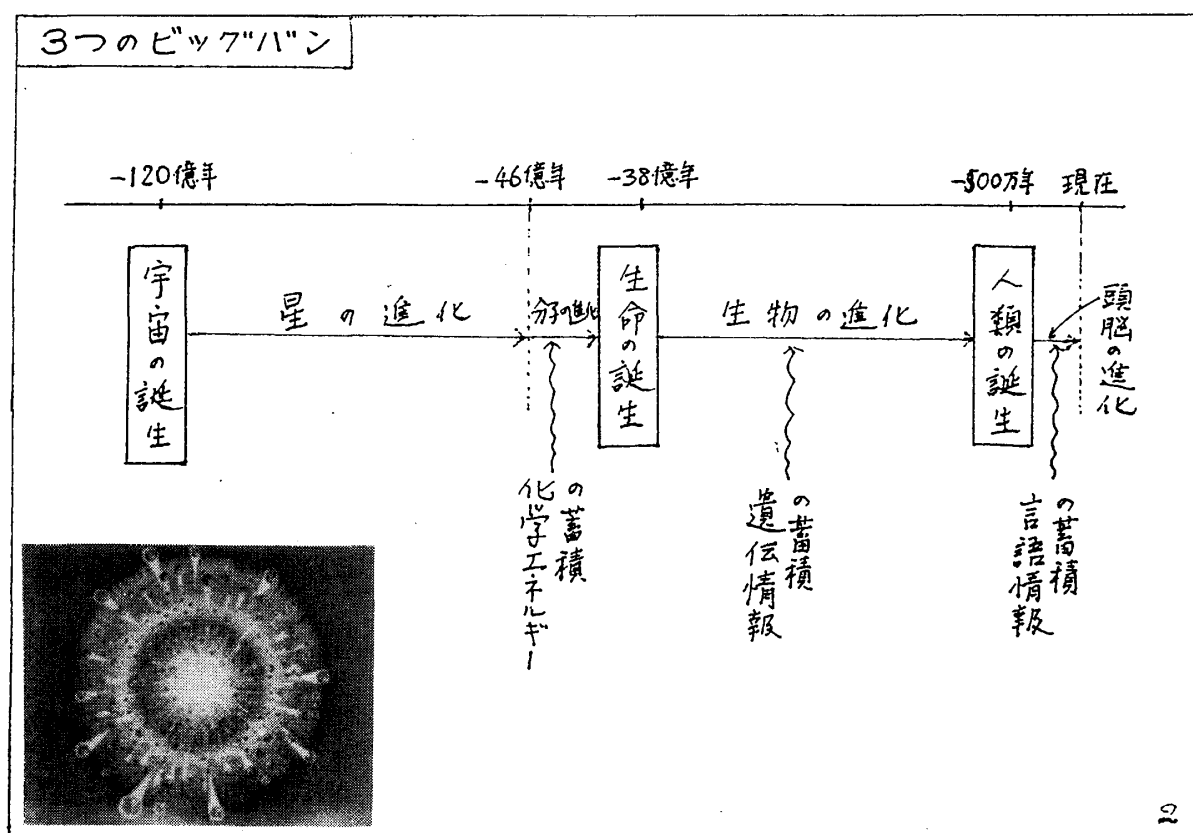 3つのビッグバン
-120億年
-46億年
-38億年
-500万年
現在
宇宙の誕生
星の進化
分子の進化
生命の誕生
生物の進化
人類の誕生
頭脳の進化
化学エネルギー
の蓄積
遺伝情報
の蓄積
言語情報
の蓄積
2